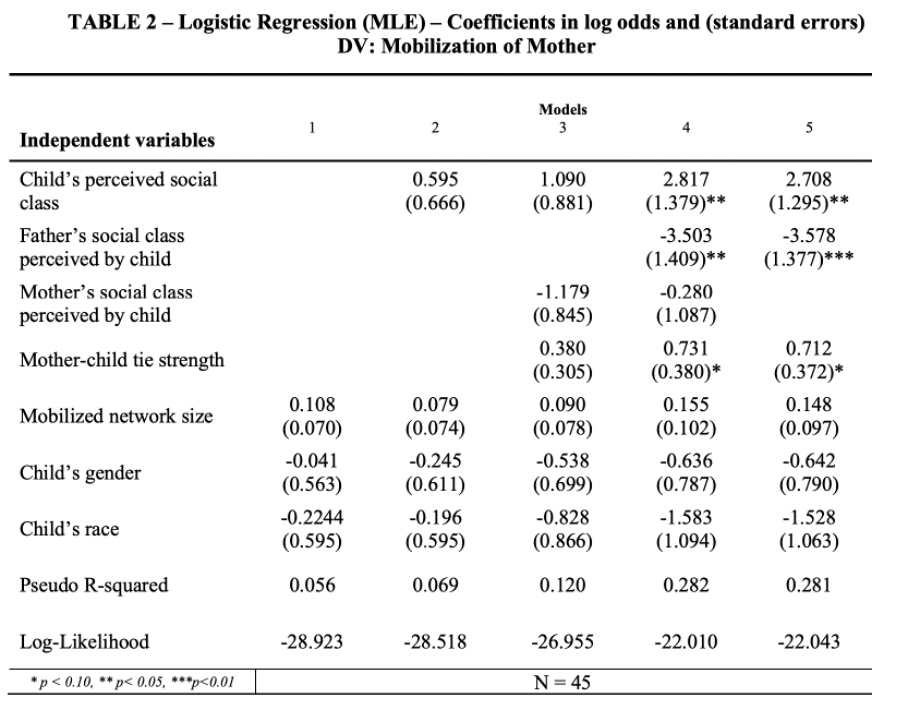 TABLE 2 – Logistic Regression (MLE) – Coefficients in log odds and (standard errors)
DV: Mobilization of Mother
Models
Independent variables 1 2 3 4 5
Child’s perceived social 0.595 1.090 2.817 2.708
class (0.666) (0.881) (1.379)** (1.295)**
Father’s social class -3.503 -3.578
perceived by child (1.409)** (1.377)***
Mother’s social class -1.179 -0.280
perceived by child (0.845) (1.087)
Mother-child tie strength 0.380 0.731 0.712
(0.305) (0.380)* (0.372)*
Mobilized network size 0.108 0.079 0.090 0.155 0.148
(0.070) (0.074) (0.078) (0.102) (0.097)
Child’s gender -0.041 -0.245 -0.538 -0.636 -0.642
(0.563) (0.611) (0.699) (0.787) (0.790)
Child’s race -0.2244 -0.196 -0.828 -1.583 -1.528
(0.595) (0.595) (0.866) (1.094) (1.063)
Pseudo R-squared 0.056 0.069 0.120 0.282 0.281
Log-Likelihood -28.923 -28.518 -26.955 -22.010 -22.043
* p < 0.10, ** p< 0.05, ***p<0.01 N = 45